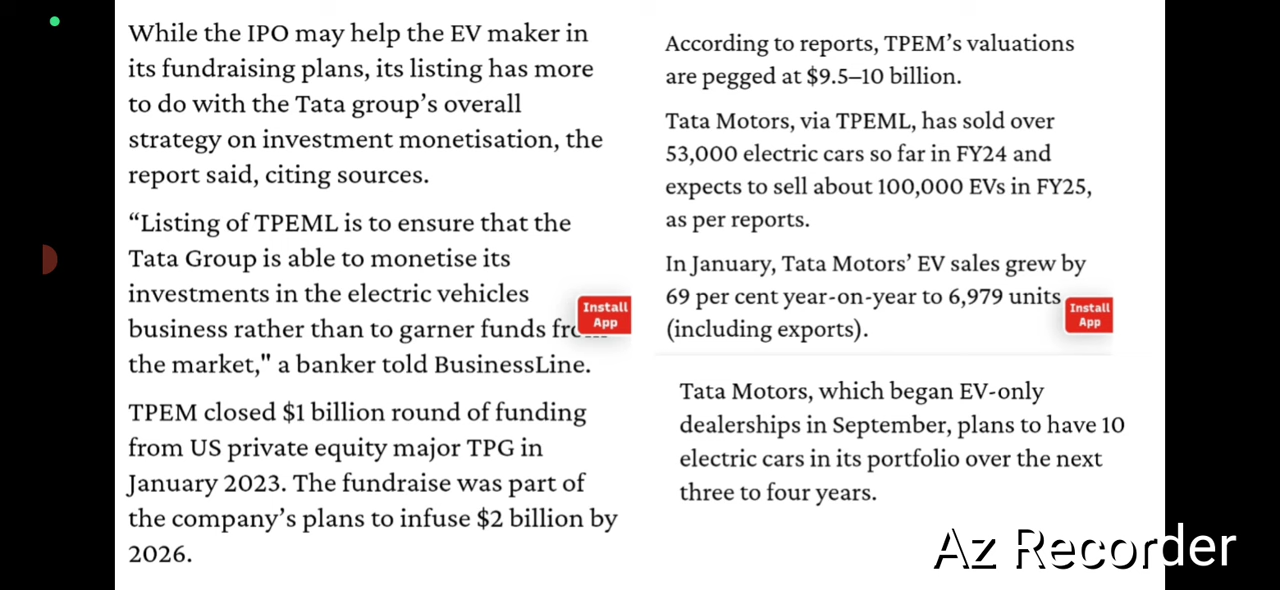 While the IPO may help the EV maker in
its fundraising plans, its listing has more
to do with the Tata group's overall
strategy on investment monetisation, the
report said, citing sources.
“Listing of TPEML is to ensure that the
Tata Group is able to monetise its
investments in the electric vehicles
business rather than to garner funds
the market," a banker told BusinessLine.
TPEM closed $1 billion round of funding
from US private equity major TPG in
January 2023. The fundraise was part of
the company's plans to infuse $2 billion by
2026.
Install
App
According to reports, TPEM's valuations
are pegged at $9.5–10 billion.
Tata Motors, via TPEML, has sold over
53,000 electric cars so far in FY24 and
expects to sell about 100,000 EVs in FY25,
as per reports.
In January, Tata Motors' EV sales grew by
69 per cent year-on-year to 6,979 units
(including exports).
Install
App
Tata Motors, which began EV-only
dealerships in September, plans to have 10
electric cars in its portfolio over the next
three to four years.
Az Recorder